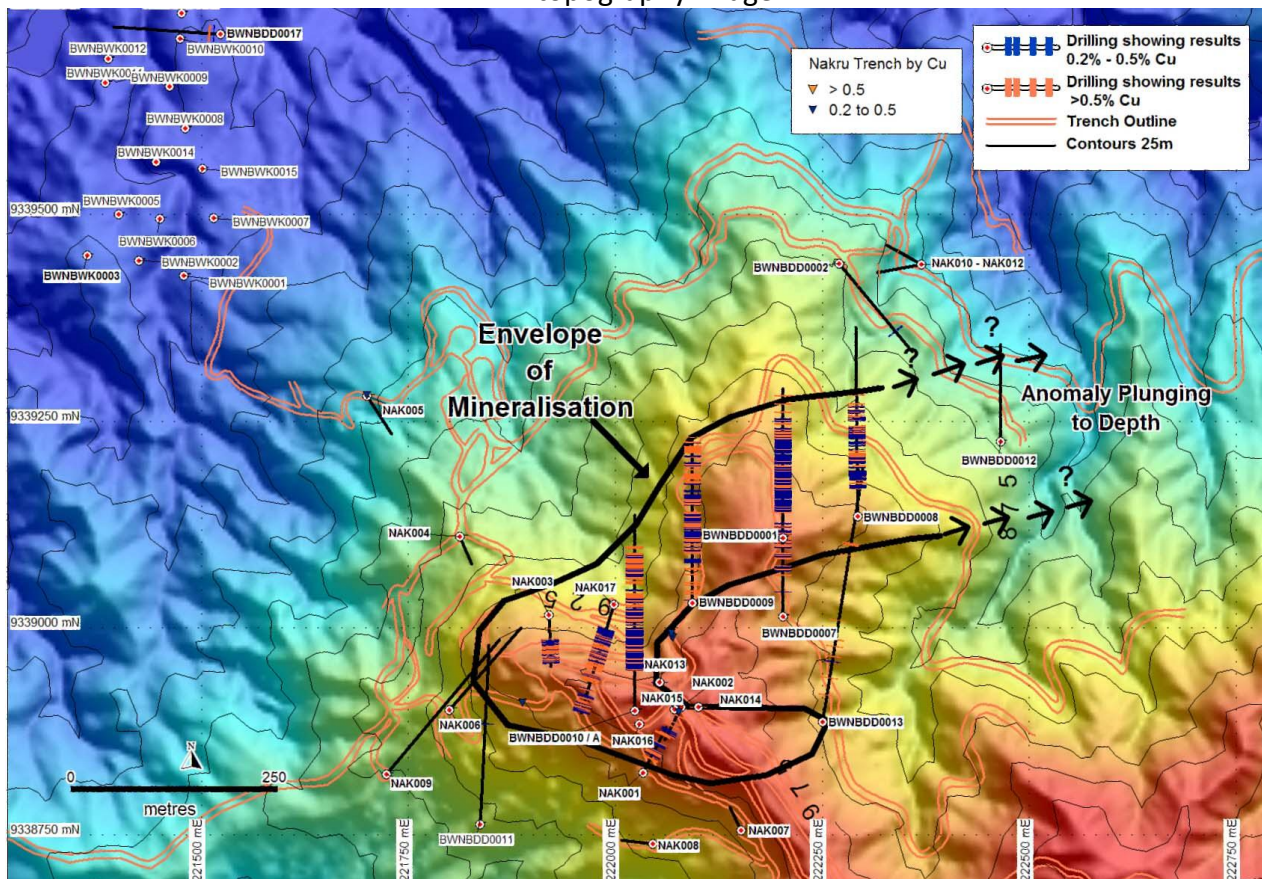 BWNBDD0017
BWNBWK0012
BWNBWK0010
BWNBWK0009
BWNBWK0008
BWNBWK0014
BWNBWK0015
BWNBWK0005
BWNBWK0007
BWNBWK0006
BWNBWK0002
BWNBWK0003
BWNBWK0001
9339500 mN
Nakru Trench by Cu
> 0.5
0.2 to 0.5
Drilling showing results
0.2% - 0.5% Cu
Drilling showing results
>0.5% Cu
Trench Outline
Contours 25m
BWNBDD0002
NAK010 - NAK012
Envelope
of
Mineralisation
?
?
Anomaly Plunging
to Depth
NAK005
9339250 mN
BWNBDD0012
?
NAK004
BWNBDD0001
BWNBDD0008
NAK003
NAK017
BWNBDD0009
BWNBDD0007
9339000 mN
NAK013
NAK002
NAK015
NAK014
NAK006
BWNBDD0010 / A
NAK016
BWNBDD0013
NAK009
NAK001
0
250
metres
9338750 mN
BWNBDD0011
NAK008
NAK007
221500 mE
221750 mE
222000 mE
222250 mE
222500 mE
222750 mE